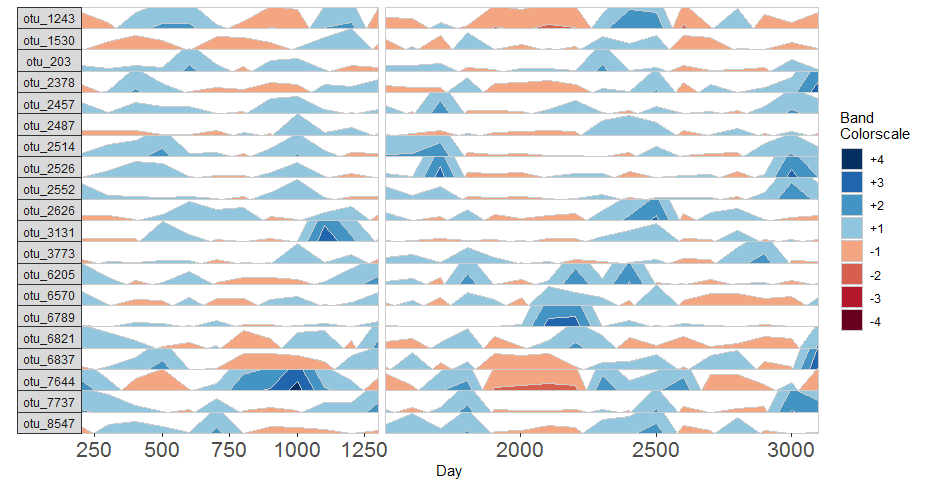 otu_1243
otu_1530
otu_203
otu_2378
otu_2457
otu_2487
otu_2514
otu_2526
otu_2552
otu_2626
otu_3131
otu_3773
otu_6205
otu_6570
otu_6789
otu_6821
otu_6837
otu_7644
otu_7737
otu_8547
250 500 750 1000 1250 2000 2500 3000
Day
Band
Colorscale
+4
+3
+2
+1
-1
-2
-3
-4